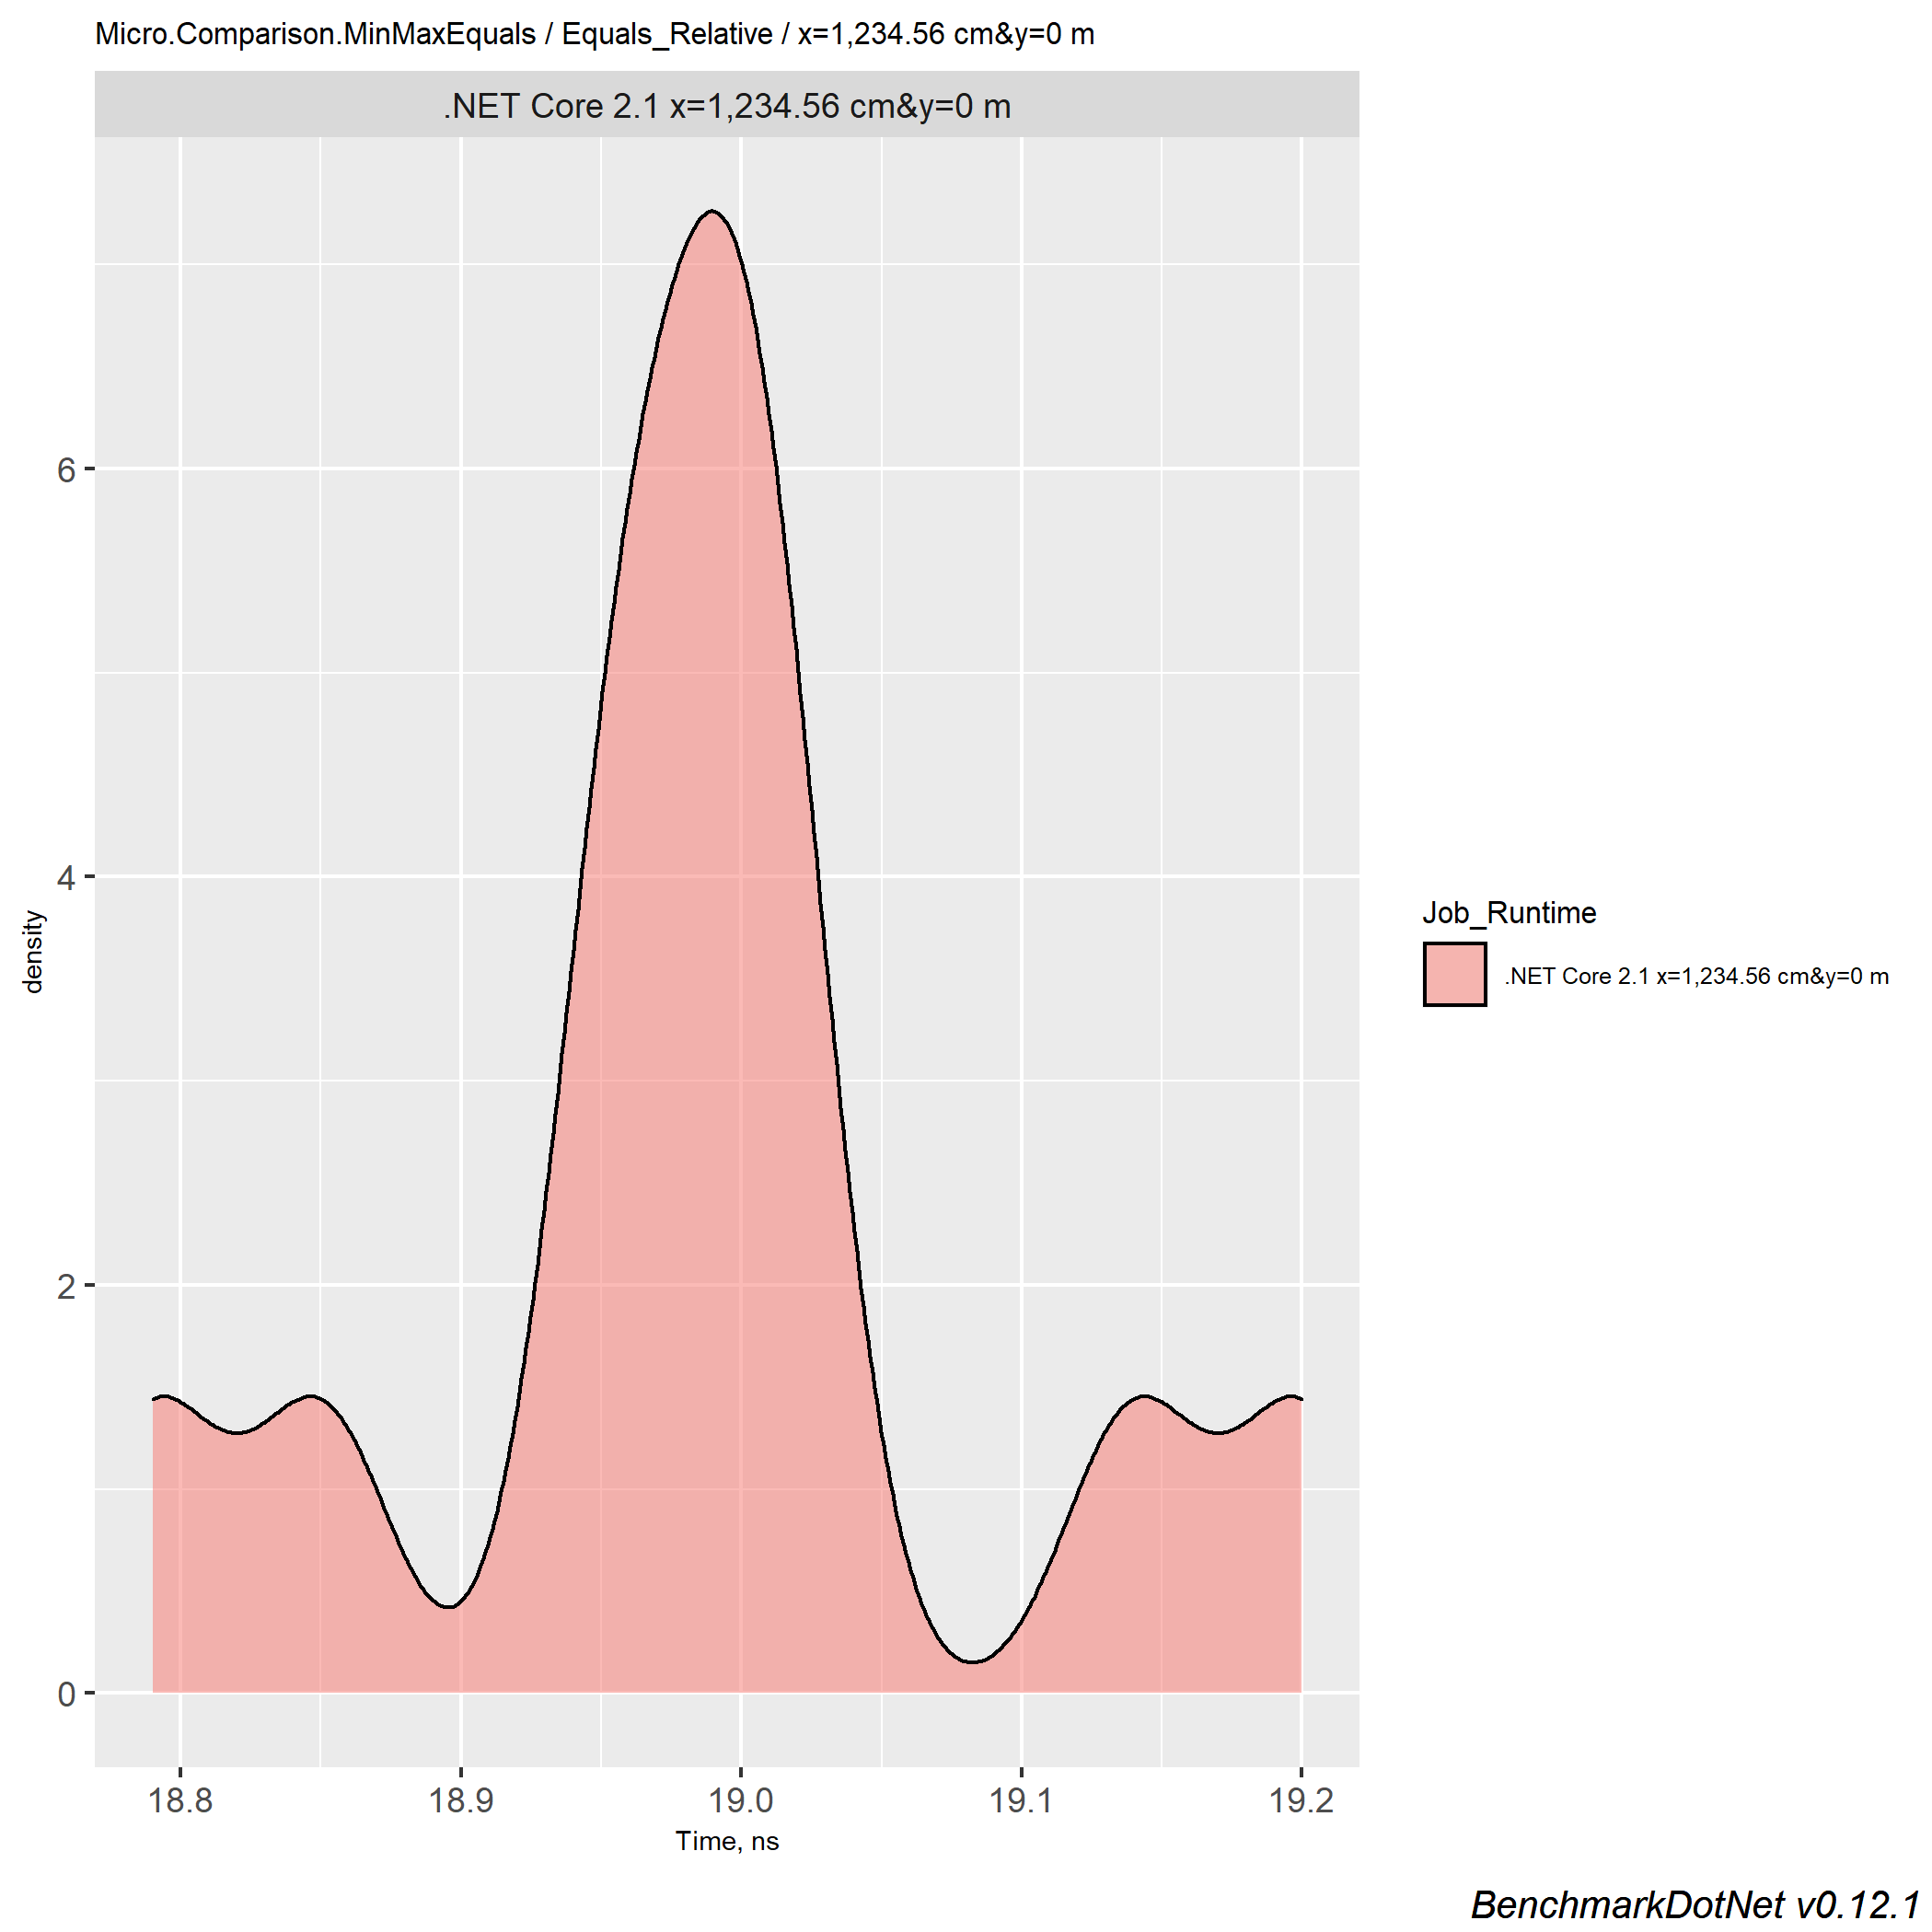 Micro.Comparison.MinMaxEquals / Equals_Relative / x=1,234.56 cm&y=0 m
.NET Core 2.1 x=1,234.56 cm&y=0 m
6
4
2
0
density
18.8 18.9 19.0 19.1 19.2
Time, ns
Job_Runtime
.NET Core 2.1 x=1,234.56 cm&y=0 m
BenchmarkDotNet v0.12.1